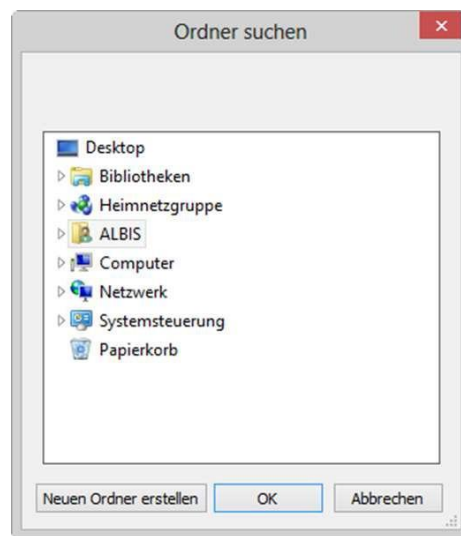 Ordner suchen
Desktop
Bibliotheken
Heimnetzgruppe
ALBIS
Computer
Netzwerk
Systemsteuerung
Papierkorb
Neuen Ordner erstellen OK Abbrechen